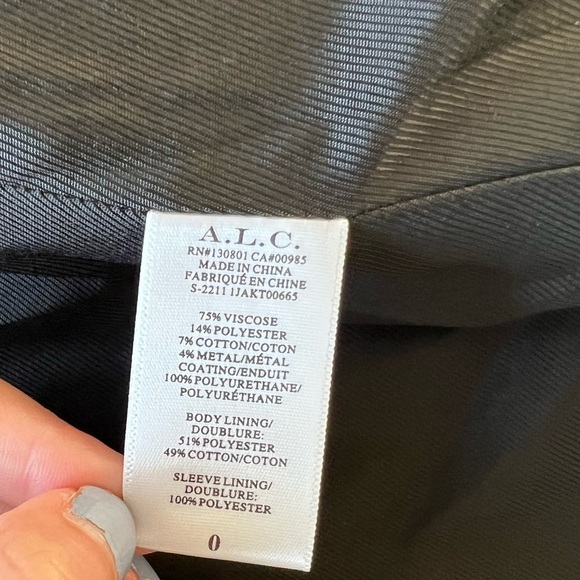 A.L.C.
RN#130801 CA#00985
MADE IN CHINA
FABRIQUÉ EN CHINE
S-2211 1JAKT00665
75% VISCOSE
14% POLYESTER
7% COTTON/COTON
4% METAL/MÉTAL
COATING/ENDUIT
100% POLYURETHANE/
POLYURÉTHANE
BODY LINING/
DOUBLURE:
51% POLYESTER
49% COTTON/COTON
SLEEVE LINING/
DOUBLURE:
100% POLYESTER
0